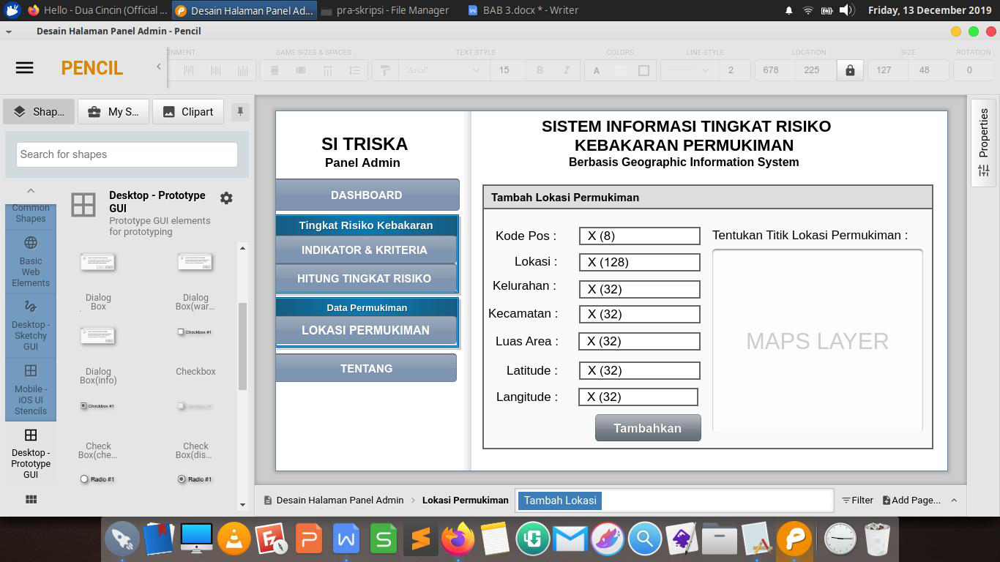 Hello - Dua Cincin (Official ...
Desain Halaman Panel Ad...
pra-skripsi - File Manager
BAB 3.docx * - Writer
Friday, 13 December 2019
Desain Halaman Panel Admin - Pencil
PENCIL
GNMENT
SAME SIZES & SPACES
TEXT STYLE
COLORS
LINE STYLE
LOCATION
SIZE
ROTATION
'Arial'
15
B
I
A
2
678
225
127
48
0
Shap...
My S...
Clipart
Search for shapes
Common
Shapes
Basic
Web
Elements
Desktop -
Sketchy
GUI
Mobile -
iOS UI
Stencils
Desktop -
Prototype
GUI
Desktop - Prototype
GUI
Prototype GUI elements
for prototyping
Dialog
Box
Dialog
Box(war...
Dialog
Box(info)
Checkbox #1
Checkbox
Checkbox #1
Check
Box(che...
Checkbox #1
Check
Box(dis...
Radio #1
Radio #1
SI TRISKA
Panel Admin
DASHBOARD
Tingkat Risiko Kebakaran
INDIKATOR & KRITERIA
HITUNG TINGKAT RISIKO
Data Permukiman
LOKASI PERMUKIMAN
TENTANG
SISTEM INFORMASI TINGKAT RISIKO
KEBAKARAN PERMUKIMAN
Berbasis Geographic Information System
Tambah Lokasi Permukiman
Kode Pos : X (8)
Lokasi : X (128)
Kelurahan : X (32)
Kecamatan : X (32)
Luas Area : X (32)
Latitude : X (32)
Langitude : X (32)
Tambahkan
Tentukan Titik Lokasi Permukiman :
MAPS LAYER
Properties
Desain Halaman Panel Admin
Lokasi Permukiman
Tambah Lokasi
Filter
Add Page...